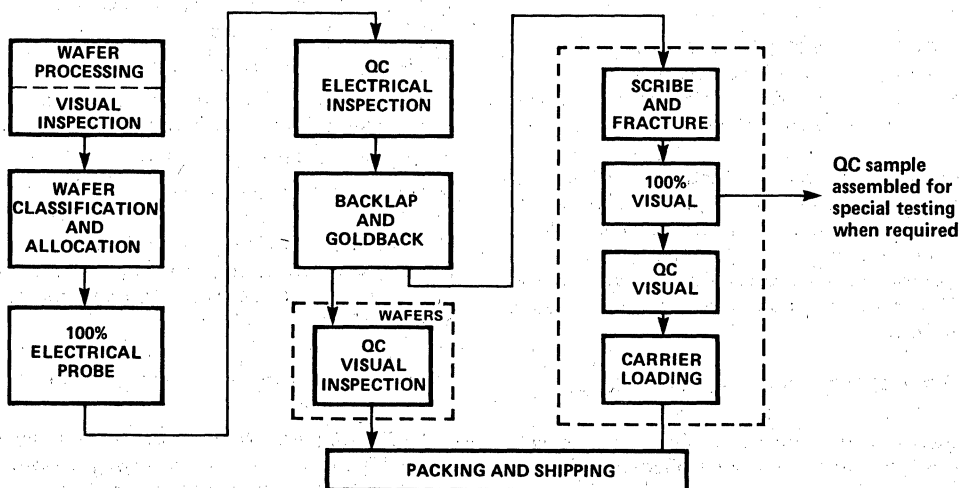 WAFER
PROCESSING
VISUAL
INSPECTION
WAFER
CLASSIFICATION
AND
ALLOCATION
100%
ELECTRICAL
PROBE
QC
ELECTRICAL
INSPECTION
BACKLAP
AND
GOLDBACK
WAFERS
QC
VISUAL
INSPECTION
SCRIBE
AND
FRACTURE
100%
VISUAL
QC sample
assembled for
special testing
when required
QC
VISUAL
CARRIER
LOADING
PACKING AND SHIPPING